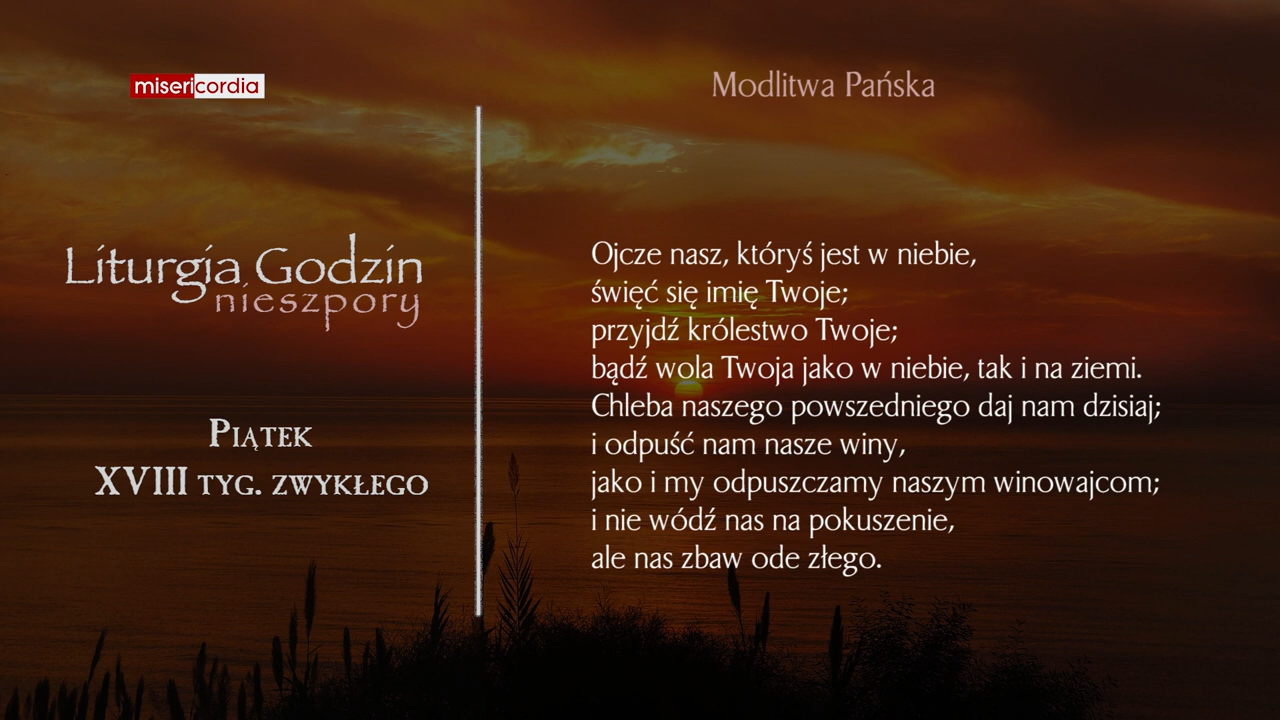 misericordia
Liturgia Godzin
nieszpory
Piątek
XVIII tyg. zwykłego
Modlitwa Pańska
Ojcze nasz, któryś jest w niebie,
święć się imię Twoje;
przyjdź królestwo Twoje;
bądź wola Twoja jako w niebie, tak i na ziemi.
Chleba naszego powszedniego daj nam dzisiaj;
i odpuść nam nasze winy,
jako i my odpuszczamy naszym winowajcom;
i nie wódź nas na pokuszenie,
ale nas zbaw ode złego.